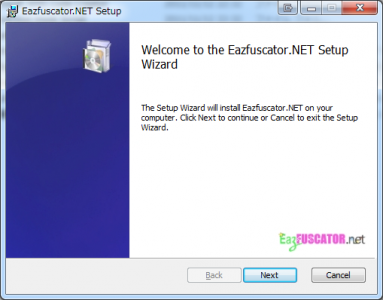 Eazfuscator.NET Setup
Welcome to the Eazfuscator.NET Setup
Wizard
The Setup Wizard will install Eazfuscator.NET on your
computer. Click Next to continue or Cancel to exit the Setup
Wizard.
EazFUSCATOR.net
Back
Next
Cancel